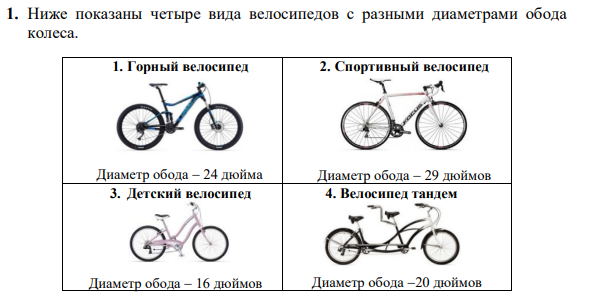 1. Ниже показаны четыре вида велосипедов с разными диаметрами обода
колеса.
1. Горный велосипед
Диаметр обода – 24 дюйма
2. Спортивный велосипед
FOCUS
Диаметр обода – 29 дюймов
3. Детский велосипед
Диаметр обода – 16 дюймов
4. Велосипед тандем
Диаметр обода –20 дюймов